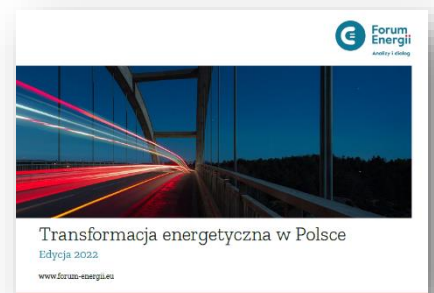 Forum
Energii
Analizy i dialog
Transformacja energetyczna w Polsce
Edycja 2022
www.forum-energii.eu